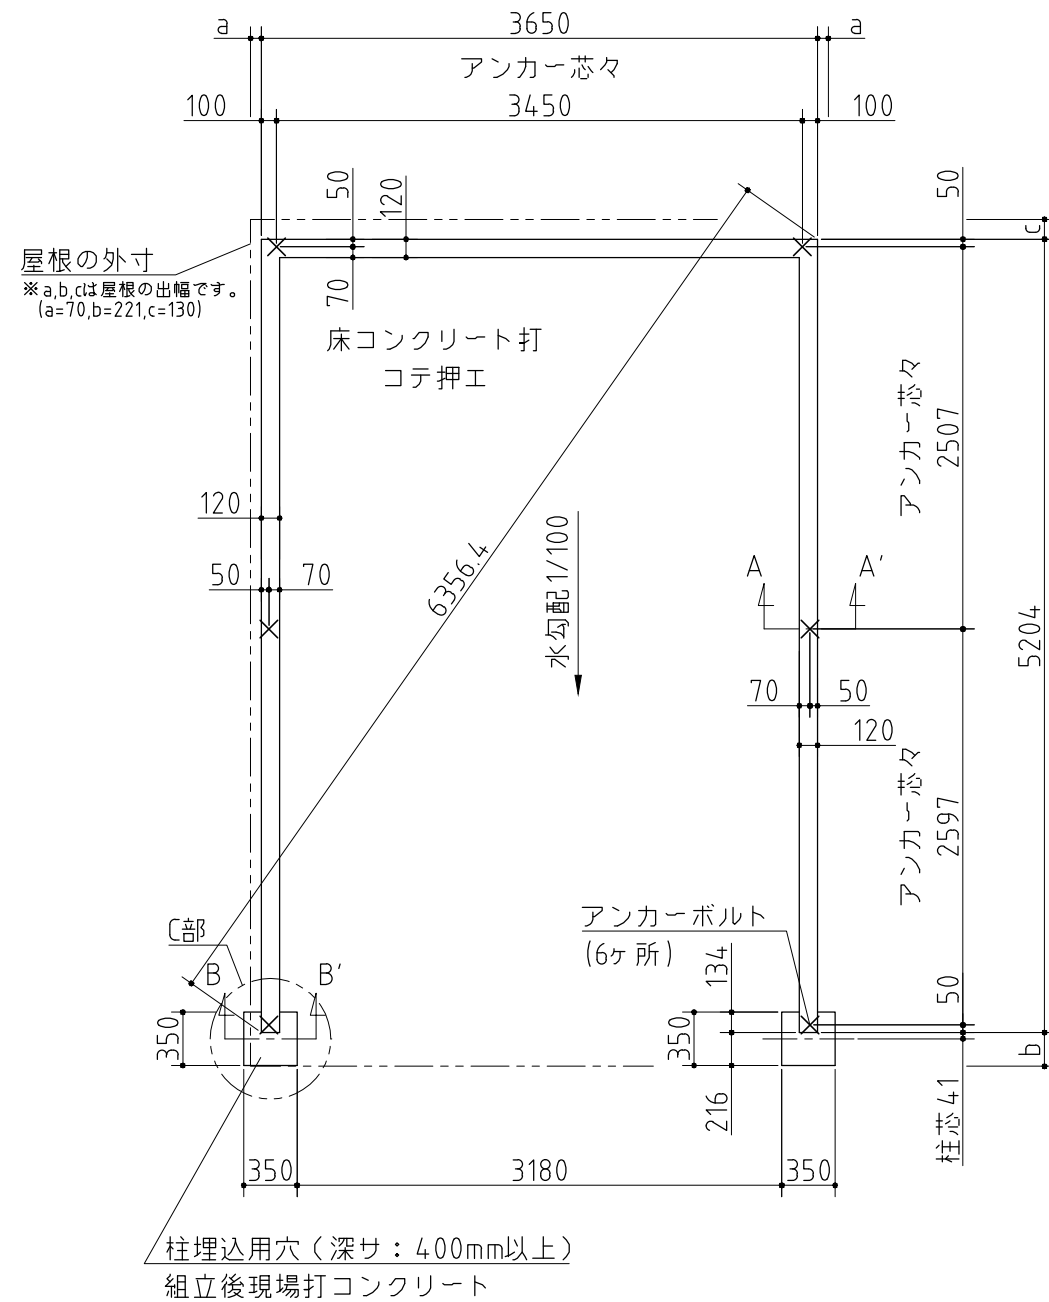 a
3650
a
アンカー芯々
100
3450
100
50
120
50
c
屋根の外寸
※a,b,cは屋根の出幅です。
(a=70,b=221,c=130)
70
床コンクリート打
コテ押エ
アンカー芯々
2507
120
50
70
6356.4
水勾配1/100
A
A'
5204
70
50
120
アンカー芯々
2597
C部
B
B'
アンカーボルト
(6ヶ所)
134
50
350
350
b
216
柱芯41
350
3180
350
柱埋込用穴(深サ:400mm以上)
組立後現場打コンクリート